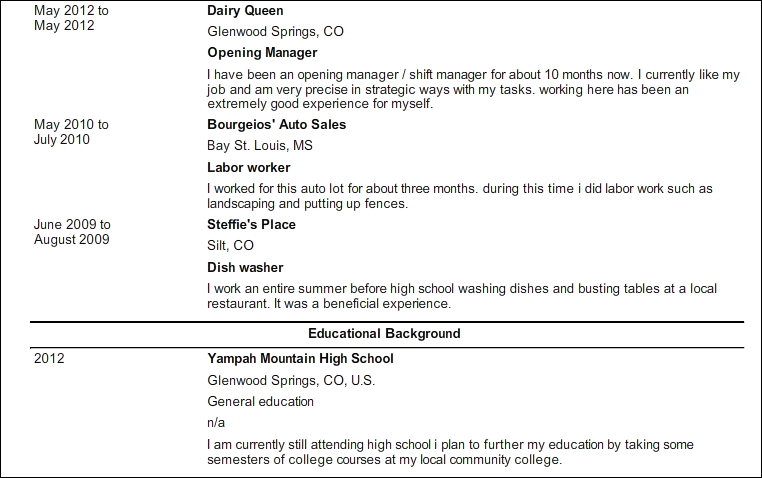 May 2012 to
May 2012
Dairy Queen
Glenwood Springs, CO
Opening Manager
I have been an opening manager / shift manager for about 10 months now. I currently like my
job and am very precise in strategic ways with my tasks. working here has been an
extremely good experience for myself.
May 2010 to
July 2010
Bourgeios' Auto Sales
Bay St. Louis, MS
Labor worker
I worked for this auto lot for about three months. during this time i did labor work such as
landscaping and putting up fences.
June 2009 to
August 2009
Steffie's Place
Silt, CO
Dish washer
I work an entire summer before high school washing dishes and busting tables at a local
restaurant. It was a beneficial experience.
Educational Background
2012
Yampah Mountain High School
Glenwood Springs, CO, U.S.
General education
n/a
I am currently still attending high school i plan to further my education by taking some
semesters of college courses at my local community college.